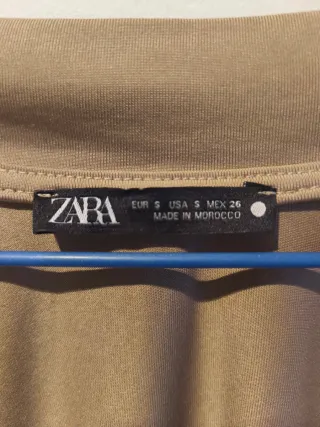 ZARA
EUR S USA S MEX 26
MADE IN MOROCCO